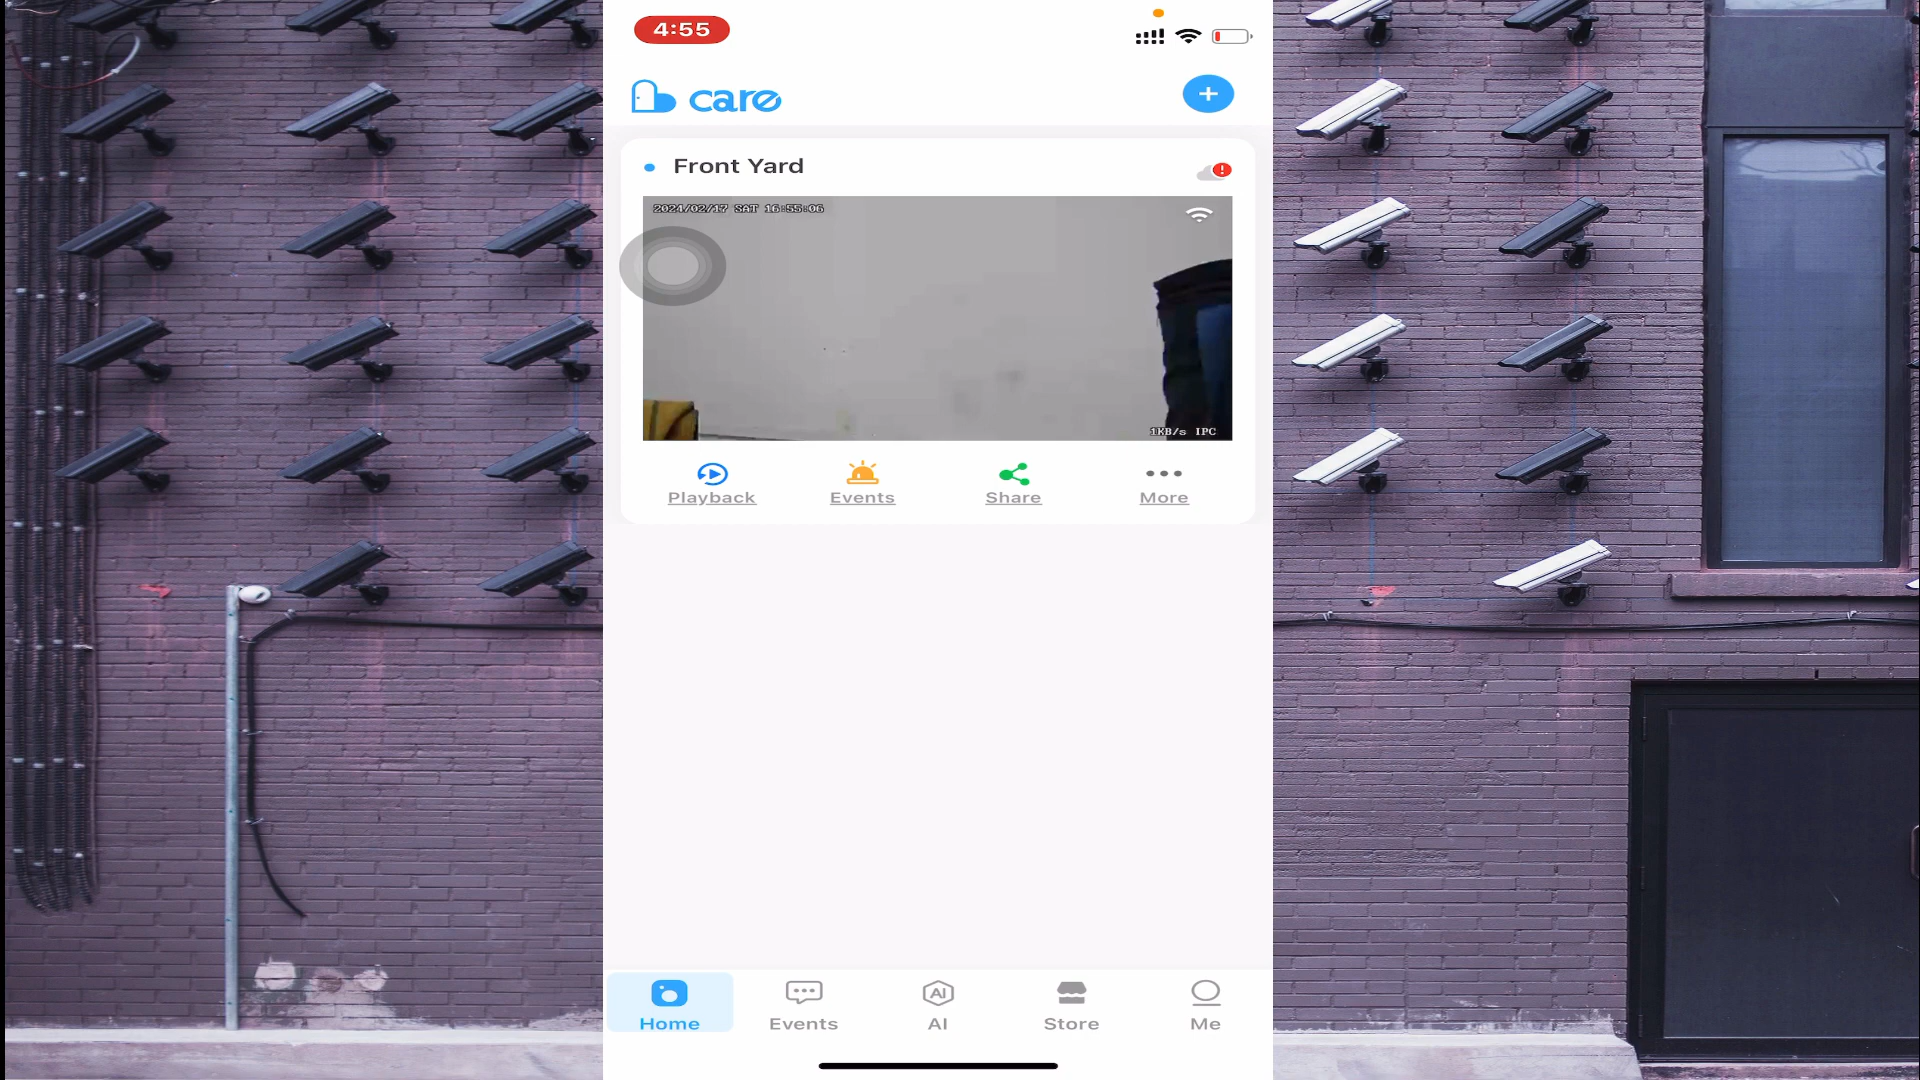 4:55
care
Front Yard
2024/02/17 SAT 16:55:06
1KB/s IPC
Playback
Events
Share
More
Home
Events
AI
AI
Store
Me